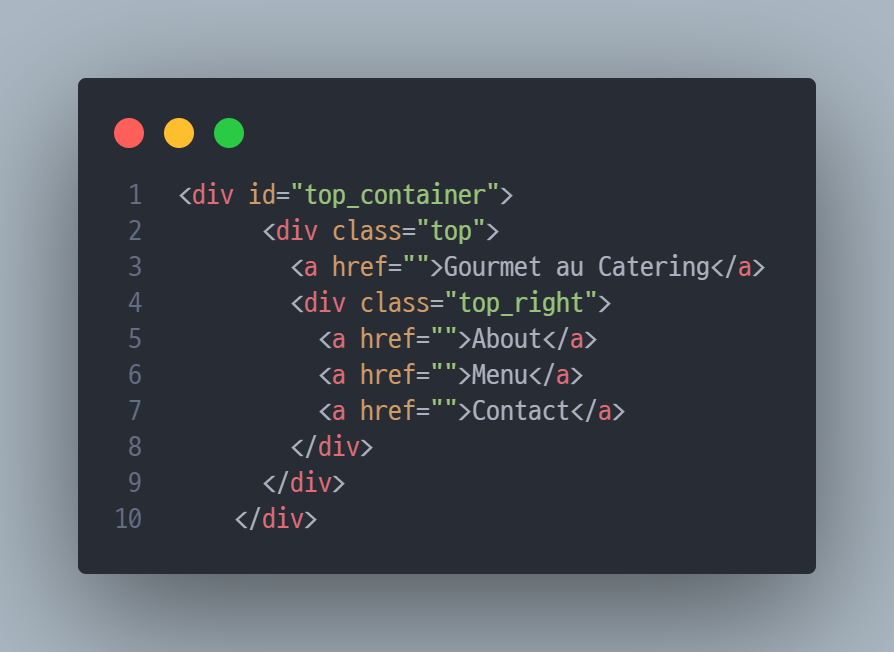 1 <div id="top_container">
2 <div class="top">
3 <a href="">Gourmet au Catering</a>
4 <div class="top_right">
5 <a href="">About</a>
6 <a href="">Menu</a>
7 <a href="">Contact</a>
8 </div>
9 </div>
10 </div>